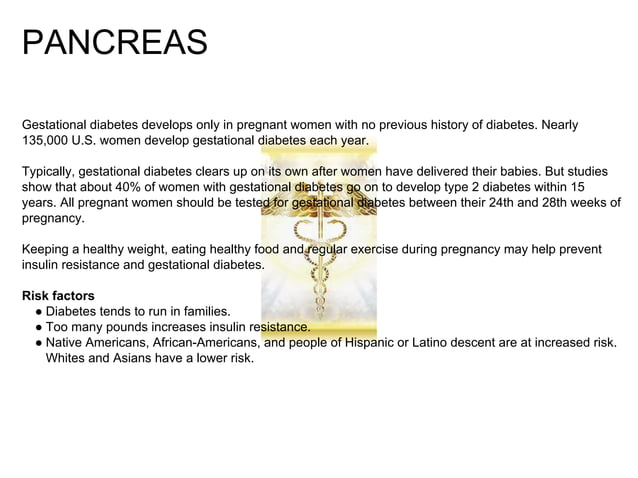 PANCREAS
Gestational diabetes develops only in pregnant women with no previous history of diabetes. Nearly
135,000 U.S. women develop gestational diabetes each year.
Typically, gestational diabetes clears up on its own after women have delivered their babies. But studies
show that about 40% of women with gestational diabetes go on to develop type 2 diabetes within 15
years. All pregnant women should be tested for gestational diabetes between their 24th and 28th weeks of
pregnancy.
Keeping a healthy weight, eating healthy food and regular exercise during pregnancy may help prevent
insulin resistance and gestational diabetes.
Risk factors
● Diabetes tends to run in families.
● Too many pounds increases insulin resistance.
● Native Americans, African-Americans, and people of Hispanic or Latino descent are at increased risk.
Whites and Asians have a lower risk.